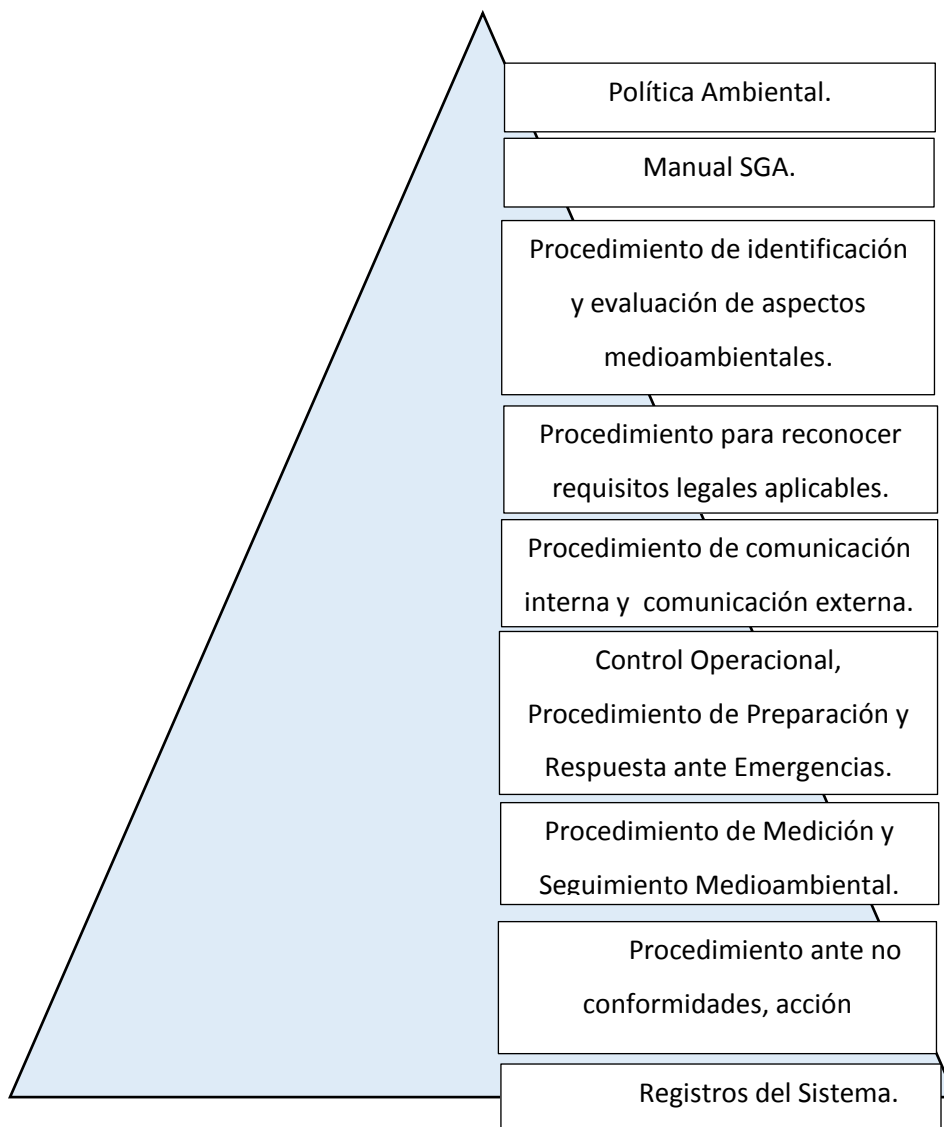 Política Ambiental.
Manual SGA.
Procedimiento de identificación
y evaluación de aspectos
medioambientales.
Procedimiento para reconocer
requisitos legales aplicables.
Procedimiento de comunicación
interna y comunicación externa.
Control Operacional,
Procedimiento de Preparación y
Respuesta ante Emergencias.
Procedimiento de Medición y
Seguimiento Medioambiental.
Procedimiento ante no
conformidades, acción
Registros del Sistema.